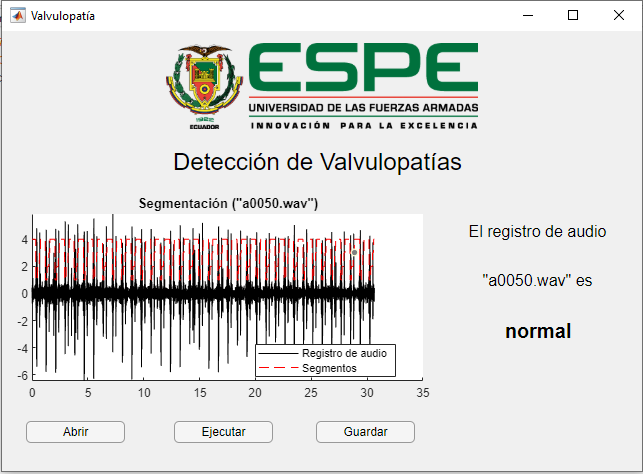 Valvulopatía
ESPE
UNIVERSIDAD DE LAS FUERZAS ARMADAS
INNOVACIÓN PARA LA EXCELENCIA
ECUADOR
Detección de Valvulopatías
Segmentación ("a0050.wav")
4
2
0
-2
-4
-6
0 5 10 15 20 25 30 35
Registro de audio
Segmentos
El registro de audio
"a0050.wav" es
normal
Abrir Ejecutar Guardar